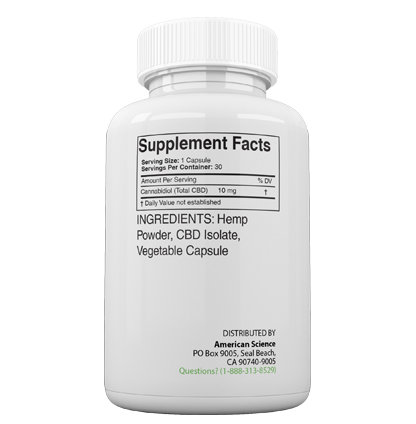 Supplement Facts
Serving Size: 1 Capsule
Servings Per Container: 30
Amount Per Serving % DV
Cannabidiol (Total CBD) 10 mg †
† Daily Value not established
INGREDIENTS: Hemp
Powder, CBD Isolate,
Vegetable Capsule
DISTRIBUTED BY
American Science
PO Box 9005, Seal Beach,
CA 90740-9005
Questions? (1-888-313-8529)